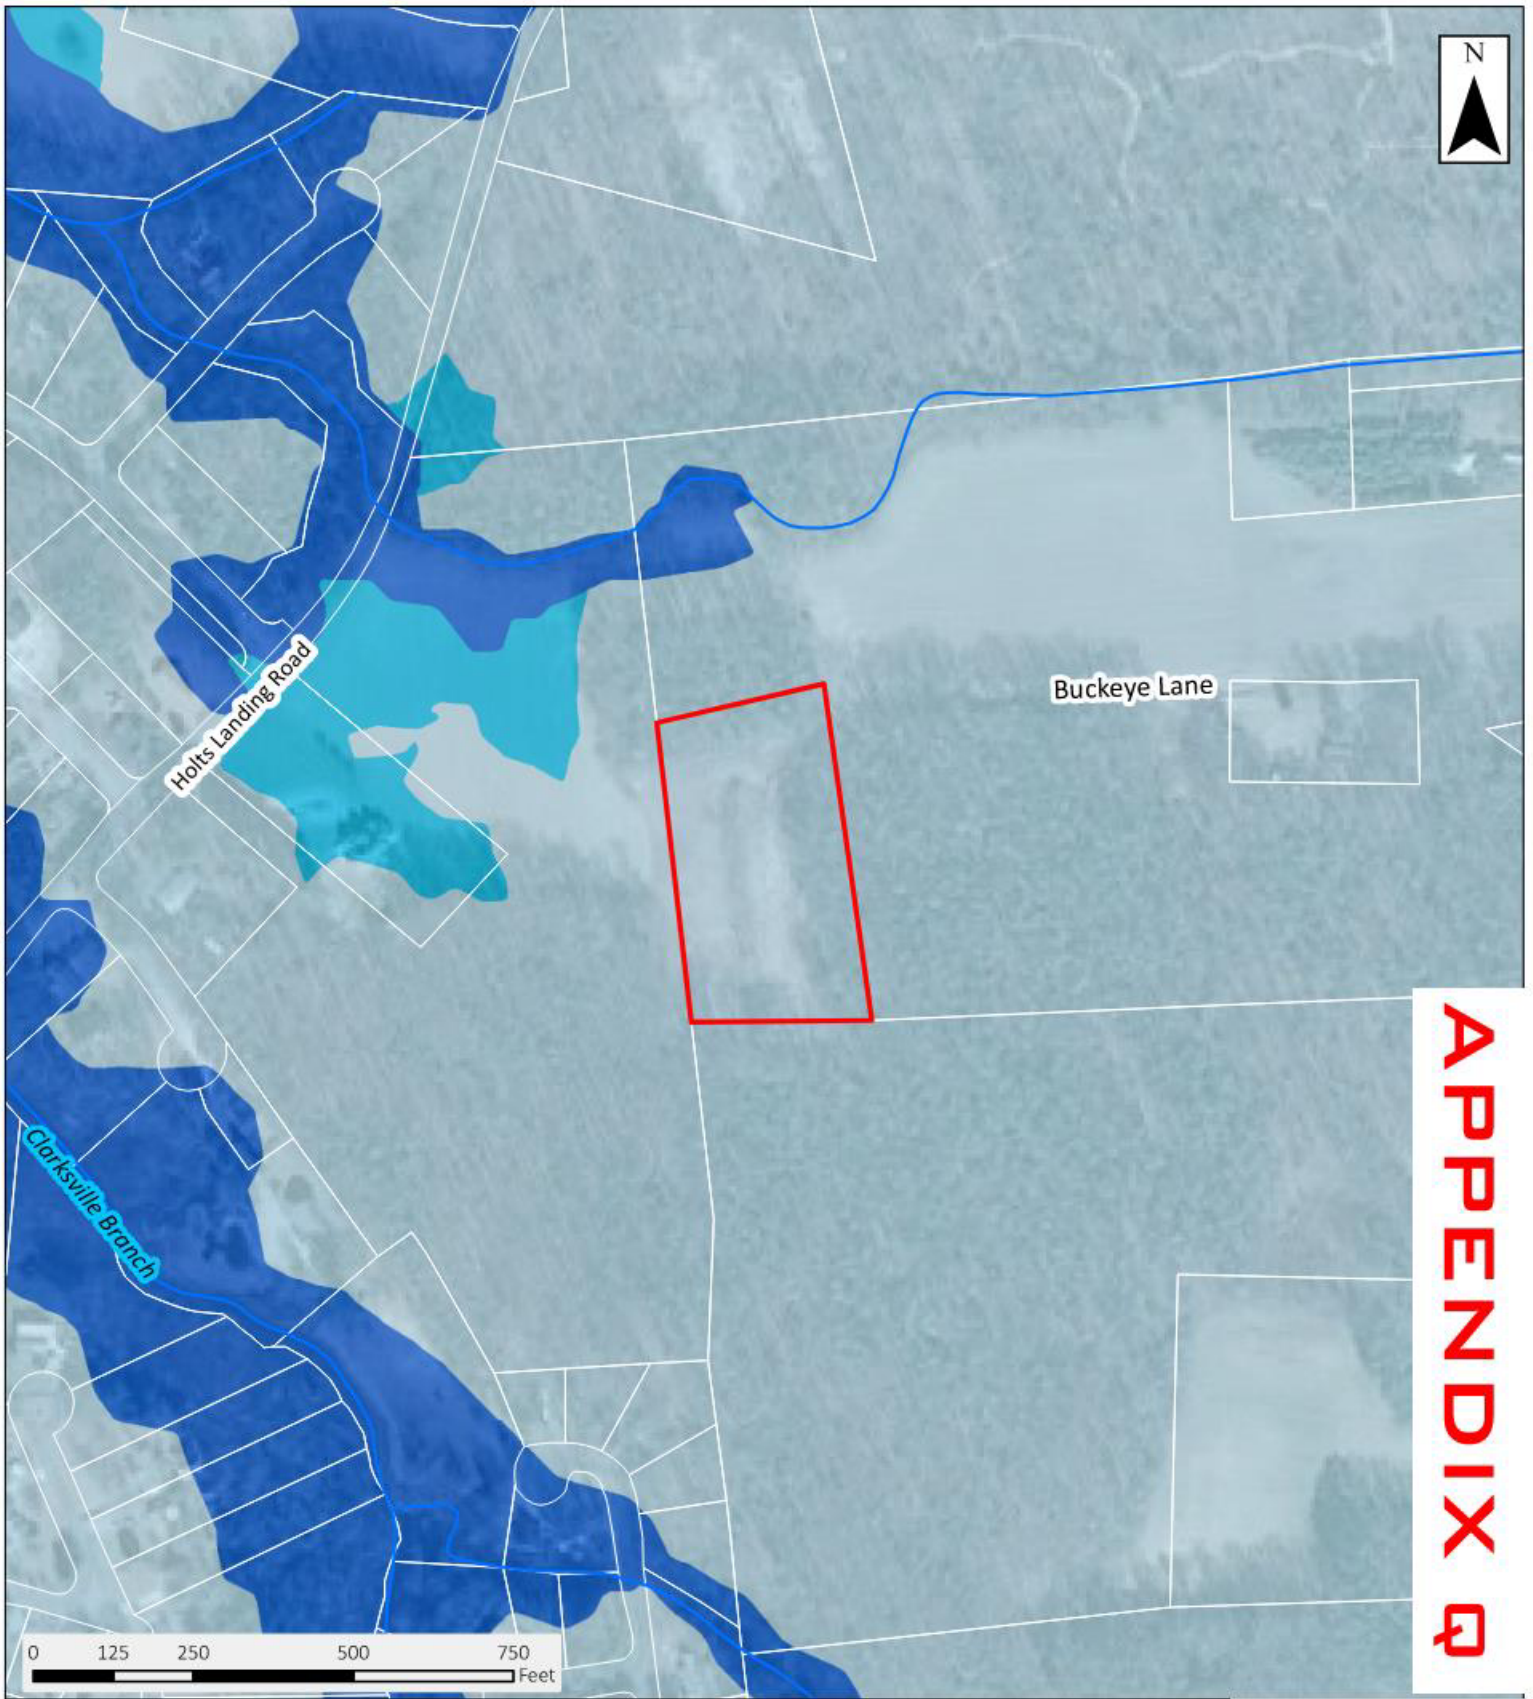 N
Buckeye Lane
Holts Landing Road
Clarksville Branch
APPENDIX Q
0 125 250 500 750
Feet